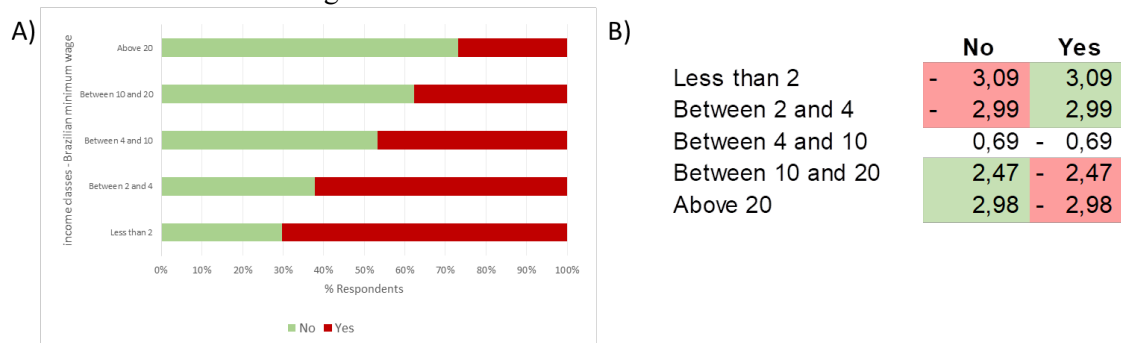 A)
income classes - Brazilian minimum wage
Above 20
Between 10 and 20
Between 4 and 10
Between 2 and 4
Less than 2
0% 10% 20% 30% 40% 50% 60% 70% 80% 90% 100%
% Respondents
No Yes
B)
No Yes
Less than 2 - 3,09 3,09
Between 2 and 4 - 2,99 2,99
Between 4 and 10 0,69 - 0,69
Between 10 and 20 2,47 - 2,47
Above 20 2,98 - 2,98